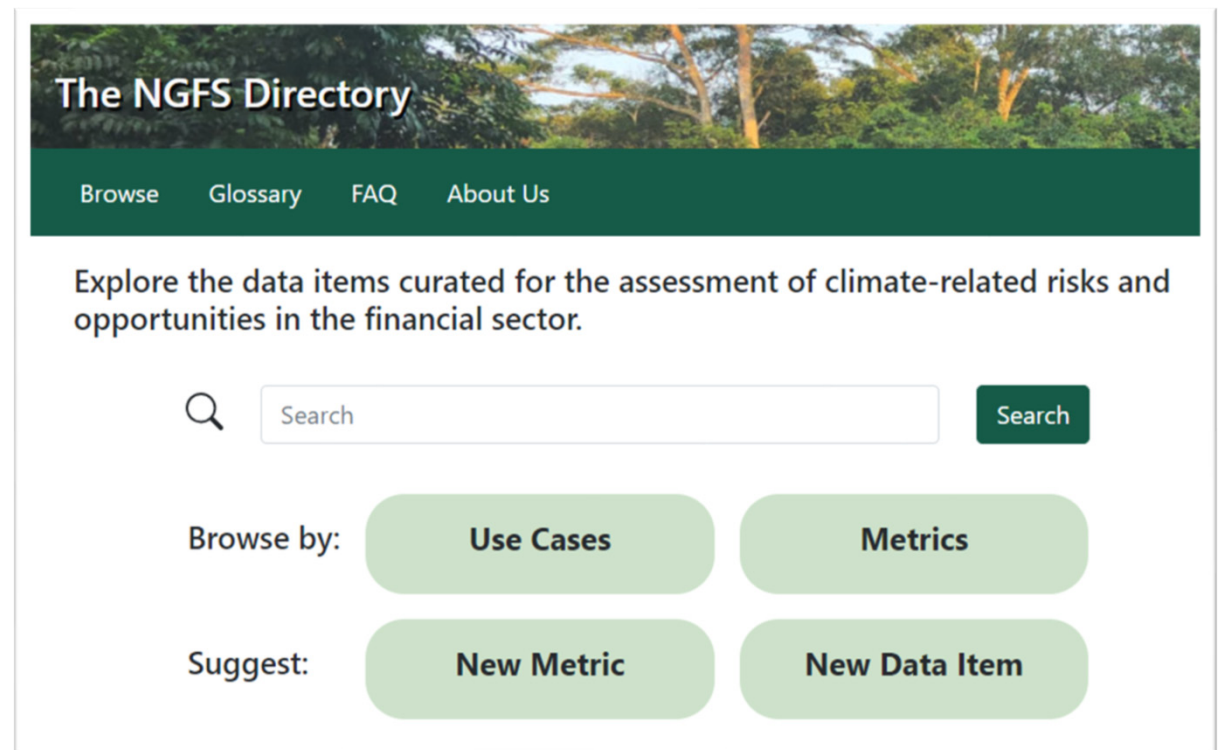 The NGFS Directory
Browse Glossary FAQ About Us
Explore the data items curated for the assessment of climate-related risks and
opportunities in the financial sector.
Search Search
Browse by: Use Cases Metrics
Suggest: New Metric New Data Item